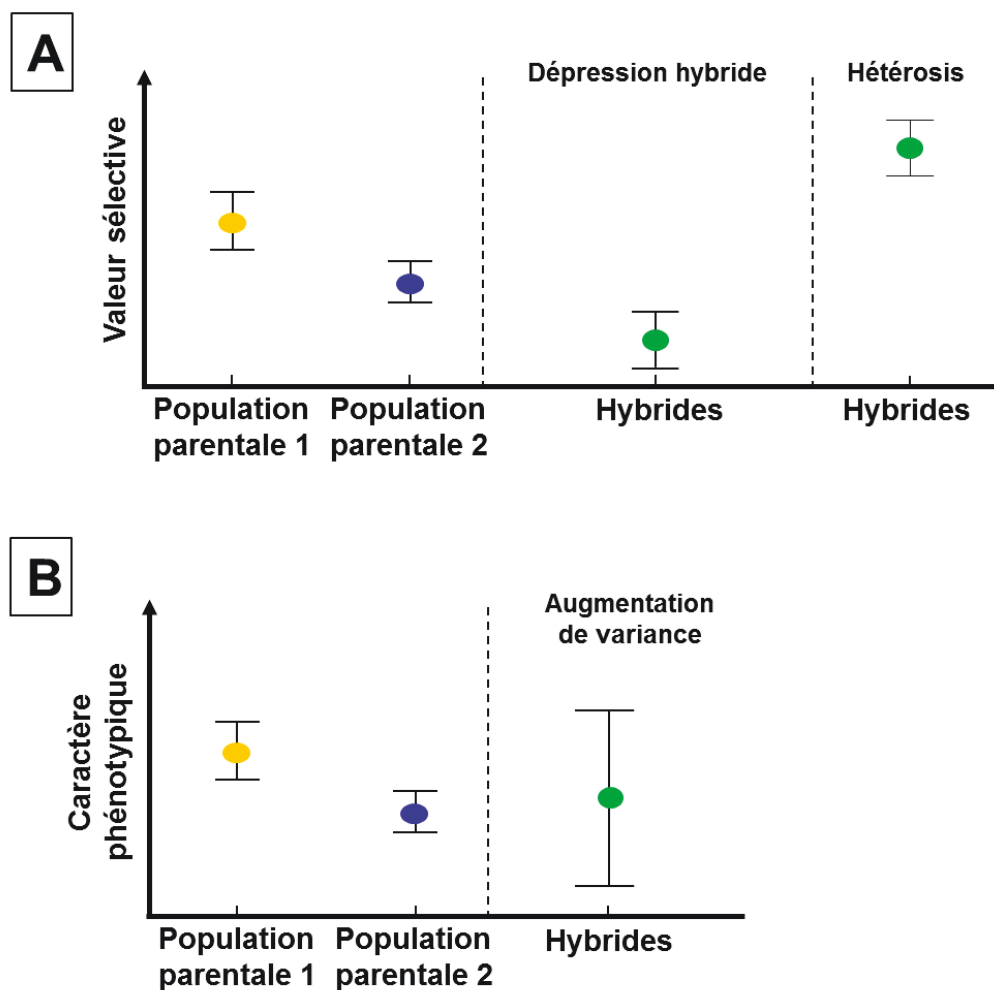 A
Dépression hybride
Hétérosis
Valeur sélective
Population
parentale 1
Population
parentale 2
Hybrides
Hybrides
B
Augmentation
de variance
Caractère
phénotypique
Population
parentale 1
Population
parentale 2
Hybrides